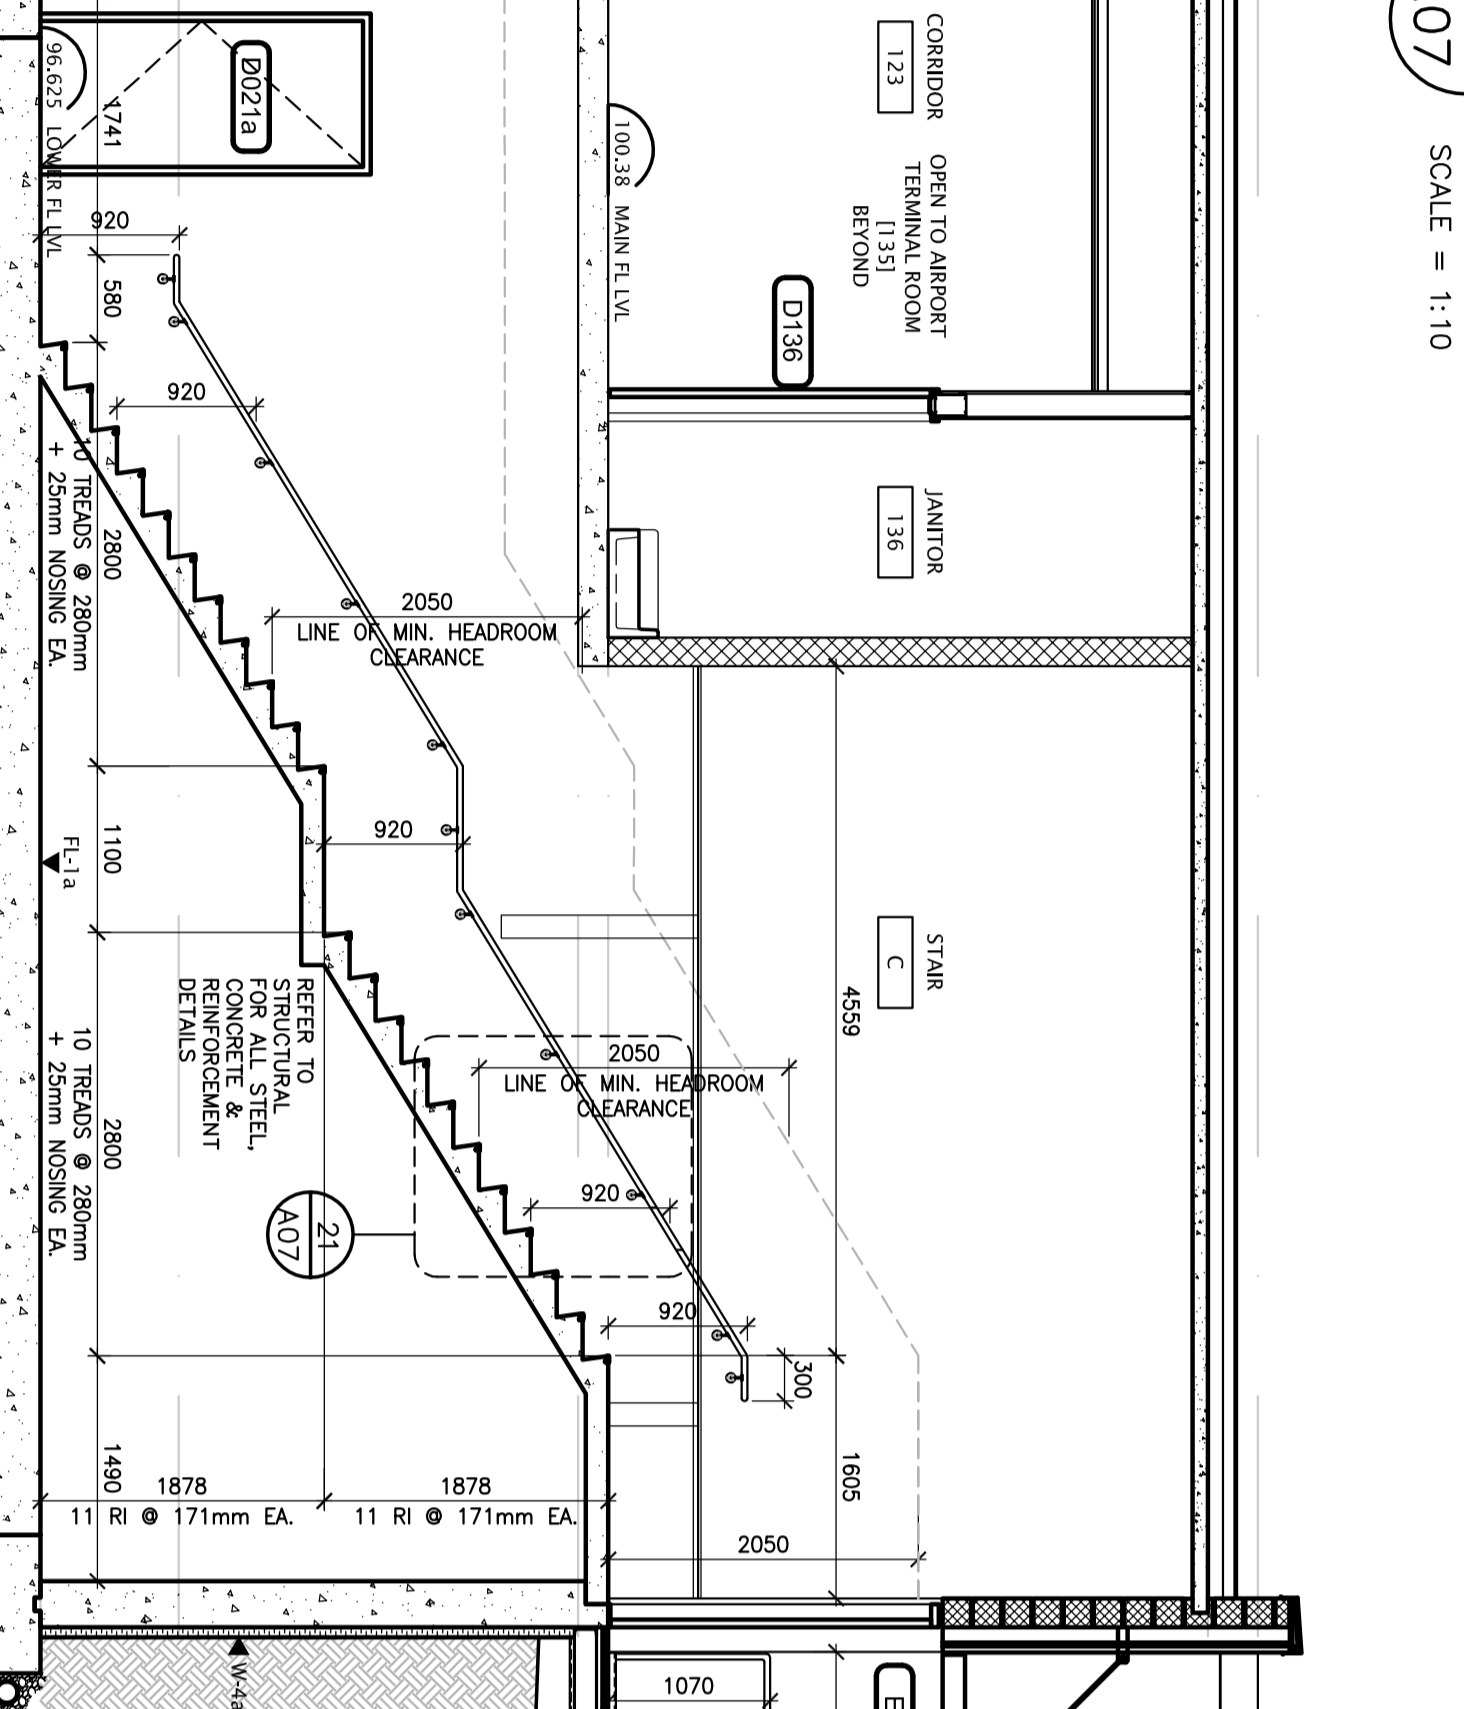 07
SCALE = 1:10
CORRIDOR
123
OPEN TO AIRPORT
TERMINAL ROOM
[135]
BEYOND
D136
JANITOR
136
STAIR
C
100.38 MAIN FL LVL
D021a
96.625 LOWER FL LVL
1741
920
580
920
10 TREADS @ 280mm
+ 25mm NOSING EA.
2800
2050
LINE OF MIN. HEADROOM
CLEARANCE
920
1100
FL-1a
4559
REFER TO
STRUCTURAL
FOR ALL STEEL,
CONCRETE &
REINFORCEMENT
DETAILS
2050
LINE OF MIN. HEADROOM
CLEARANCE
10 TREADS @ 280mm
+ 25mm NOSING EA.
2800
920
21
A07
920
300
1490
1878
11 RI @ 171mm EA.
1878
11 RI @ 171mm EA.
1605
2050
W-4a
1070
E